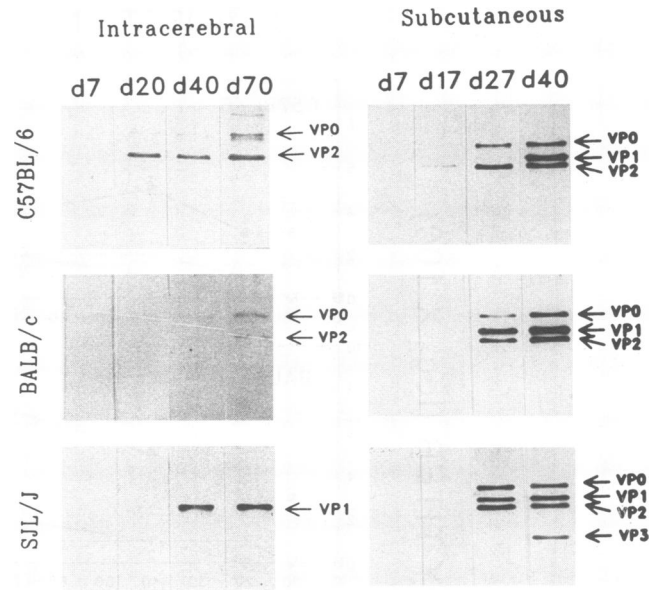 Intracerebral
Subcutaneous
d7 d20 d40 d70
d7 d17 d27 d40
C57BL/6
VP0
VP2
VP0
VP1
VP2
BALB/c
VP0
VP2
VP0
VP1
VP2
SJL/J
VP1
VP0
VP1
VP2
VP3